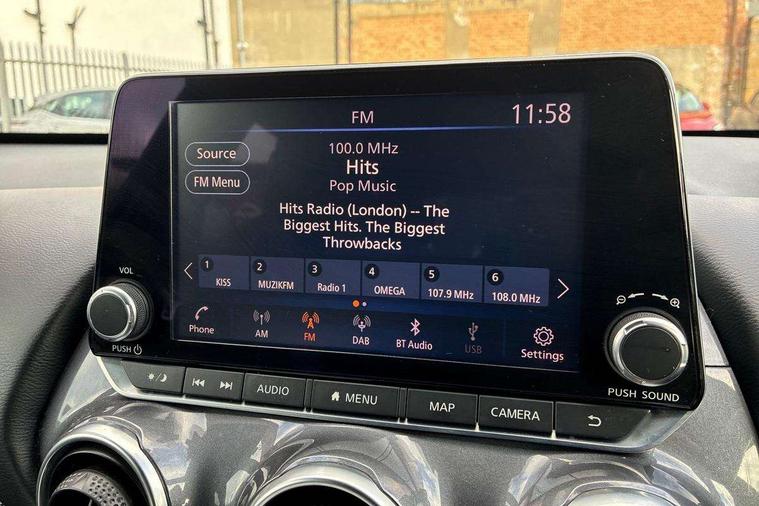 FM
11:58
Source
100.0 MHz
Hits
FM Menu
Pop Music
Hits Radio (London) -- The
Biggest Hits. The Biggest
Throwbacks
1 KISS
2 MUZIKFM
3 Radio 1
4 OMEGA
5 107.9 MHz
6 108.0 MHz
Phone
AM
FM
DAB
BT Audio
USB
Settings
VOL
PUSH
PUSH SOUND
AUDIO
MENU
MAP
CAMERA